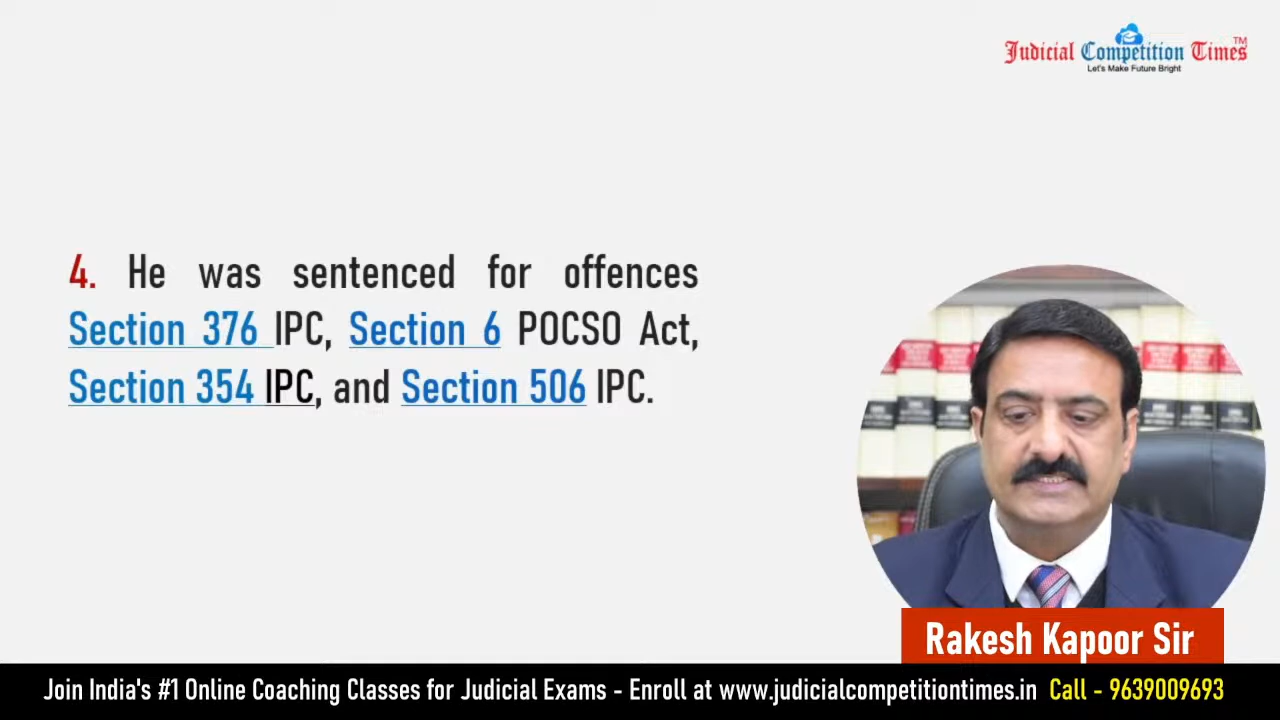 Judicial Competition Times TM
Let's Make Future Bright
4. He was sentenced for offences
Section 376 IPC, Section 6 POCSO Act,
Section 354 IPC, and Section 506 IPC.
Rakesh Kapoor Sir
Join India's #1 Online Coaching Classes for Judicial Exams - Enroll at www.judicialcompetitiontimes.in Call - 9639009693